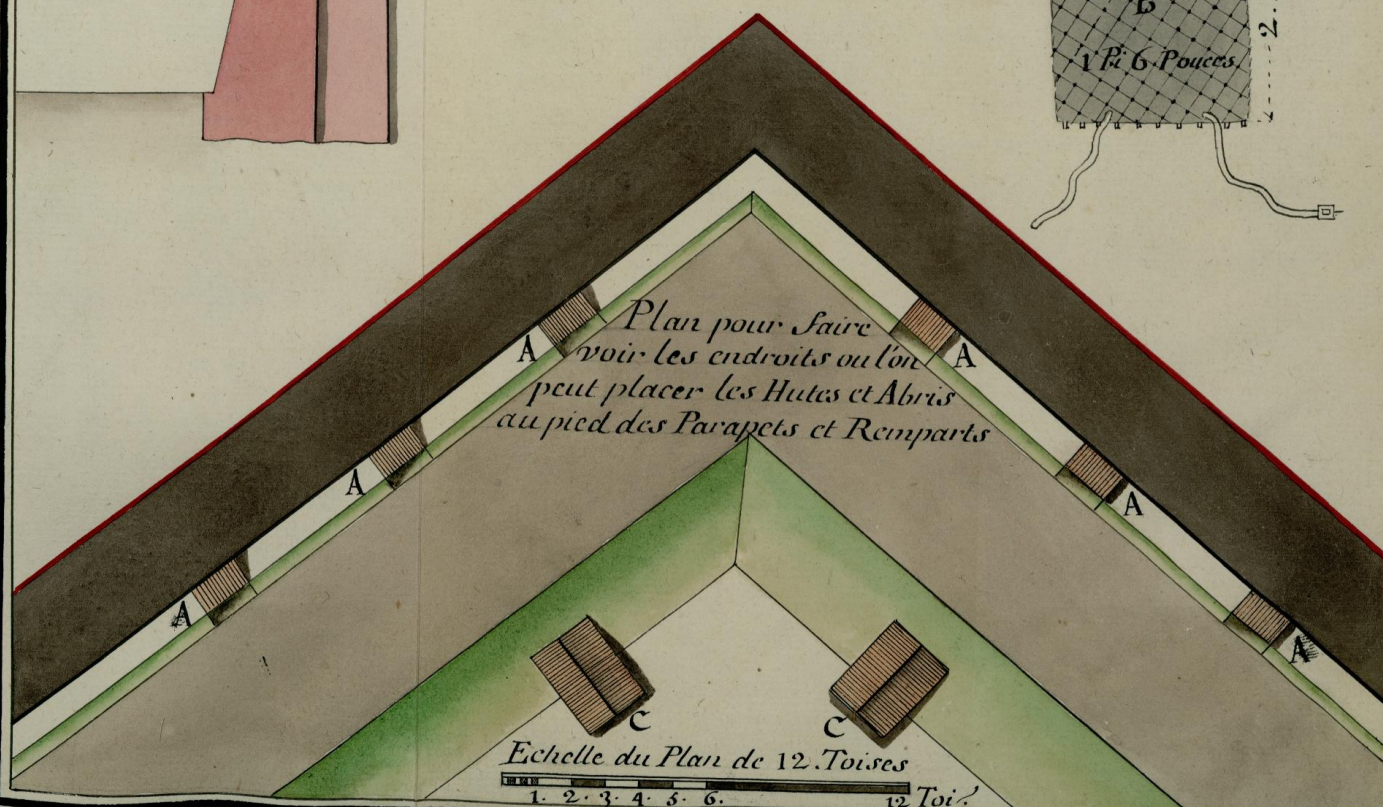 1 Pi 6 Pouces.
2.
Plan pour faire
voir les endroits ou l'on
peut placer les Hutes et Abris
au pied des Parapets et Remparts
A
A
A
A
A
A
C
C
Echelle du Plan de 12. Toises
1. 2. 3. 4. 5. 6. 12 Toi.